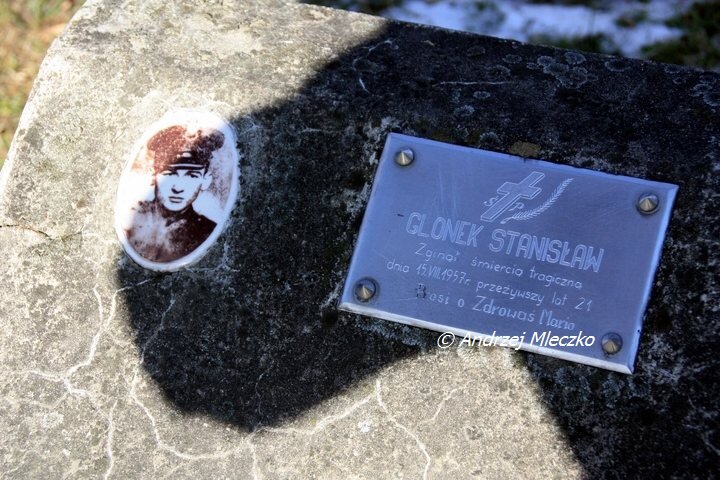 Ś P
GLONEK STANISŁAW
Zginął śmiercią tragiczną
dnia 15.VIII.1957r. przeżywszy lat 21
Prosi o Zdrowaś Mario
© Andrzej Mleczko